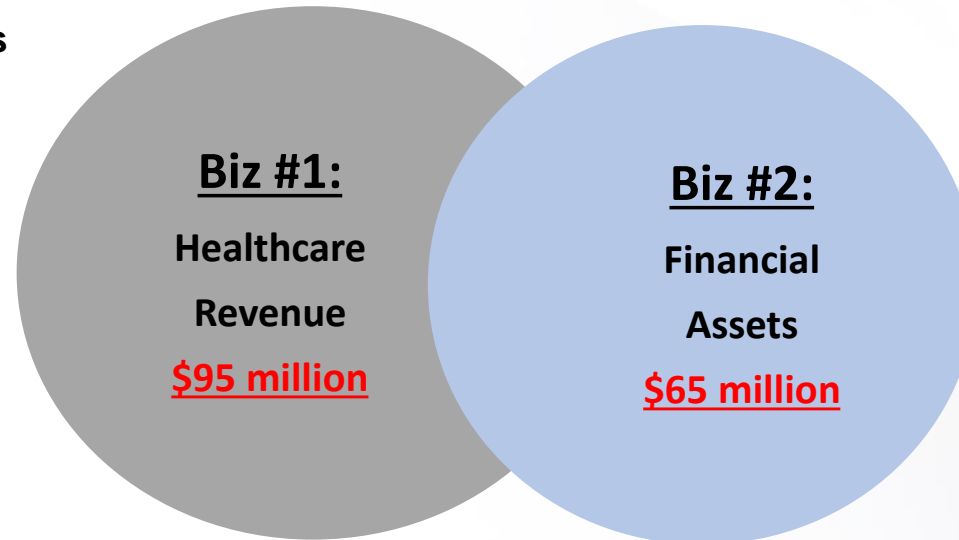 s
Biz #1:
Healthcare
Revenue
$95 million
Biz #2:
Financial
Assets
$65 million